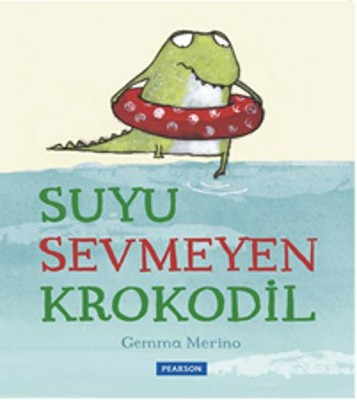 SUYU
SEVMEYEN
KROKODİL
Gemma Merino
PEARSON